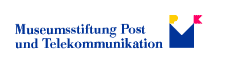 Museumsstiftung Post
und Telekommunikation